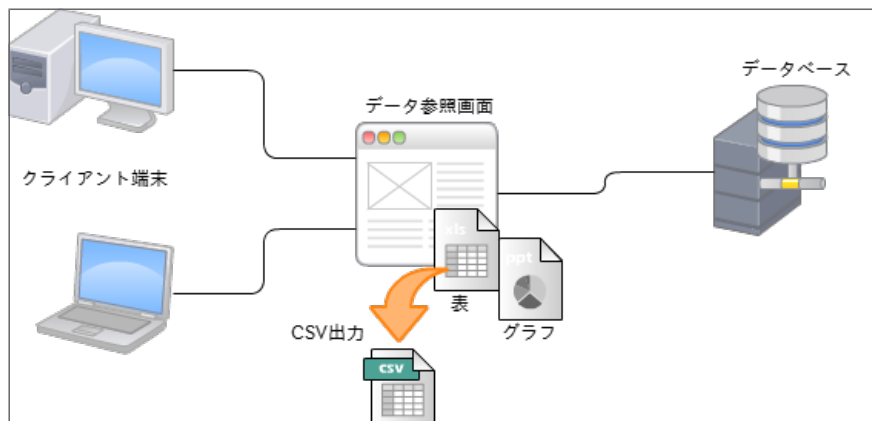 データベース
データ参照画面
クライアント端末
xls
ppt
表
グラフ
CSV出力
csv